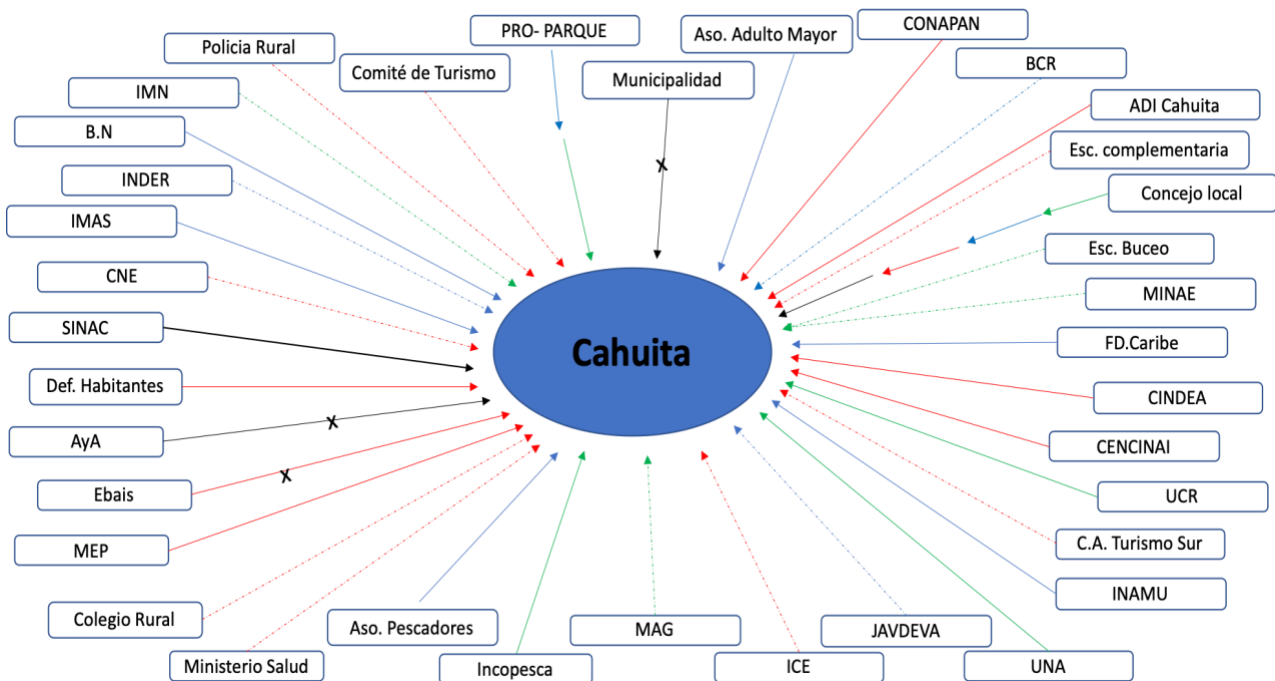 PRO- PARQUE
Aso. Adulto Mayor
CONAPAN
Policia Rural
Comité de Turismo
Municipalidad
BCR
IMN
ADI Cahuita
B.N
Esc. complementaria
INDER
Concejo local
IMAS
Esc. Buceo
CNE
MINAE
SINAC
Cahuita
FD.Caribe
Def. Habitantes
CINDEA
AyA
X
CENCINAI
Ebais
X
UCR
MEP
C.A. Turismo Sur
INAMU
Colegio Rural
Aso. Pescadores
MAG
JAVDEVA
Ministerio Salud
Incopesca
ICE
UNA
X